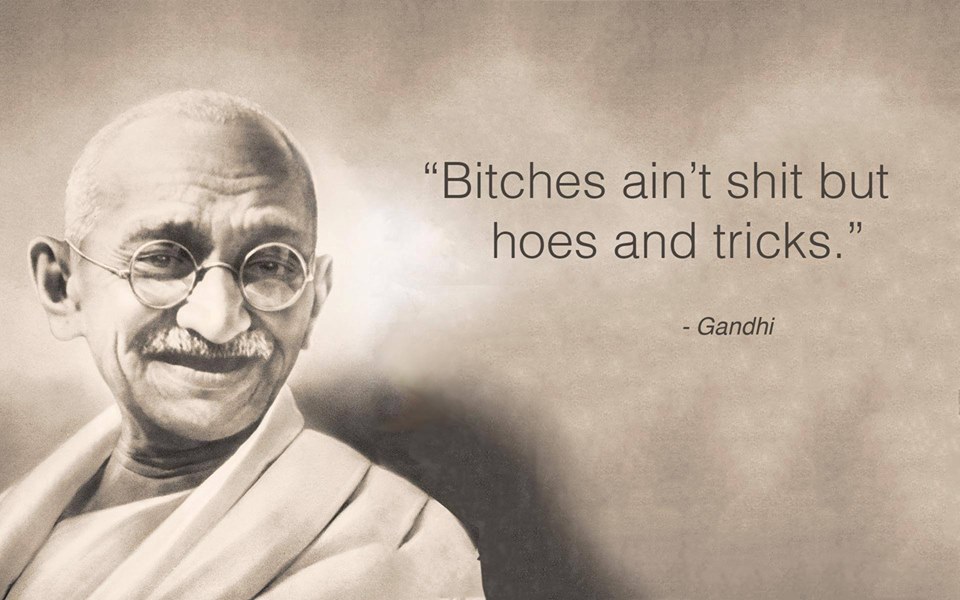 “Bitches ain’t shit but
hoes and tricks.”
- Gandhi